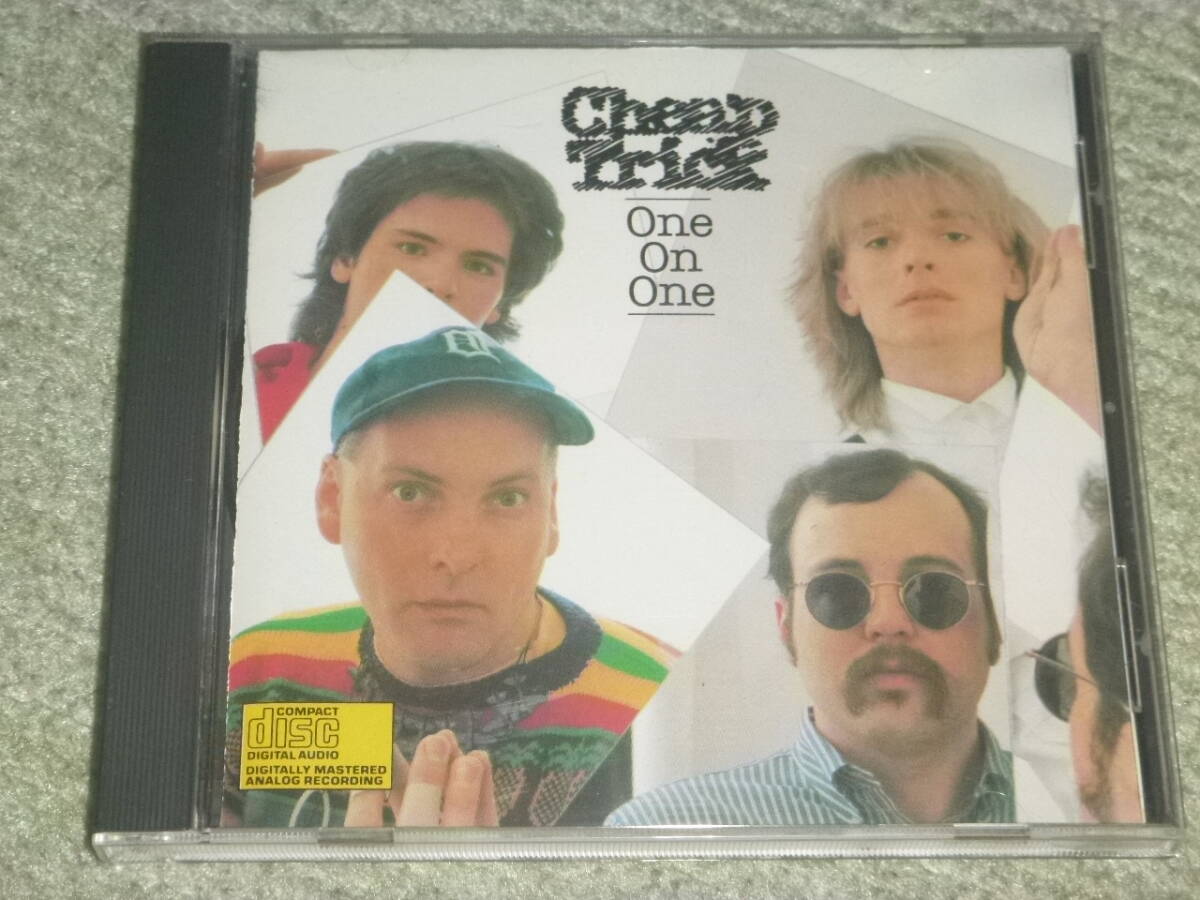 Cheap
Trick
One
On
One
COMPACT
disc
DIGITAL AUDIO
DIGITALLY MASTERED
ANALOG RECORDING